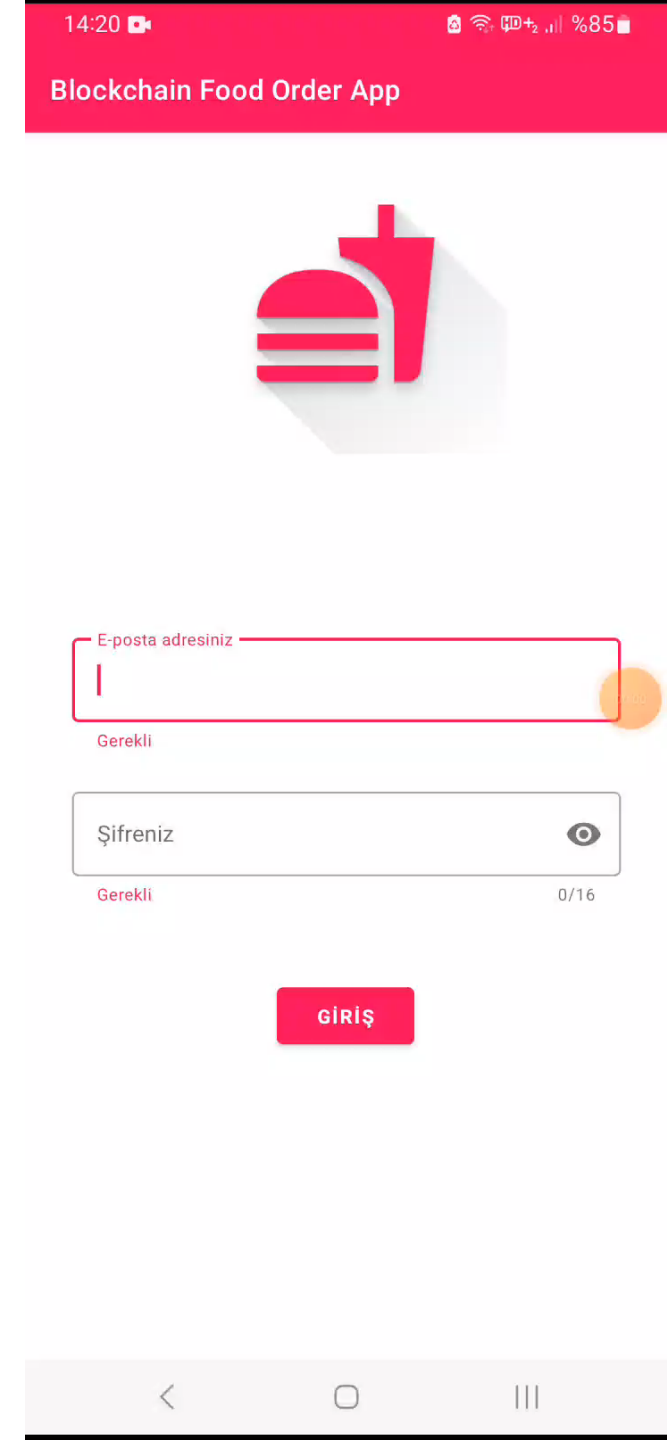 14:20 %85
Blockchain Food Order App
E-posta adresiniz
Gerekli
Şifreniz
Gerekli 0/16
GİRİŞ